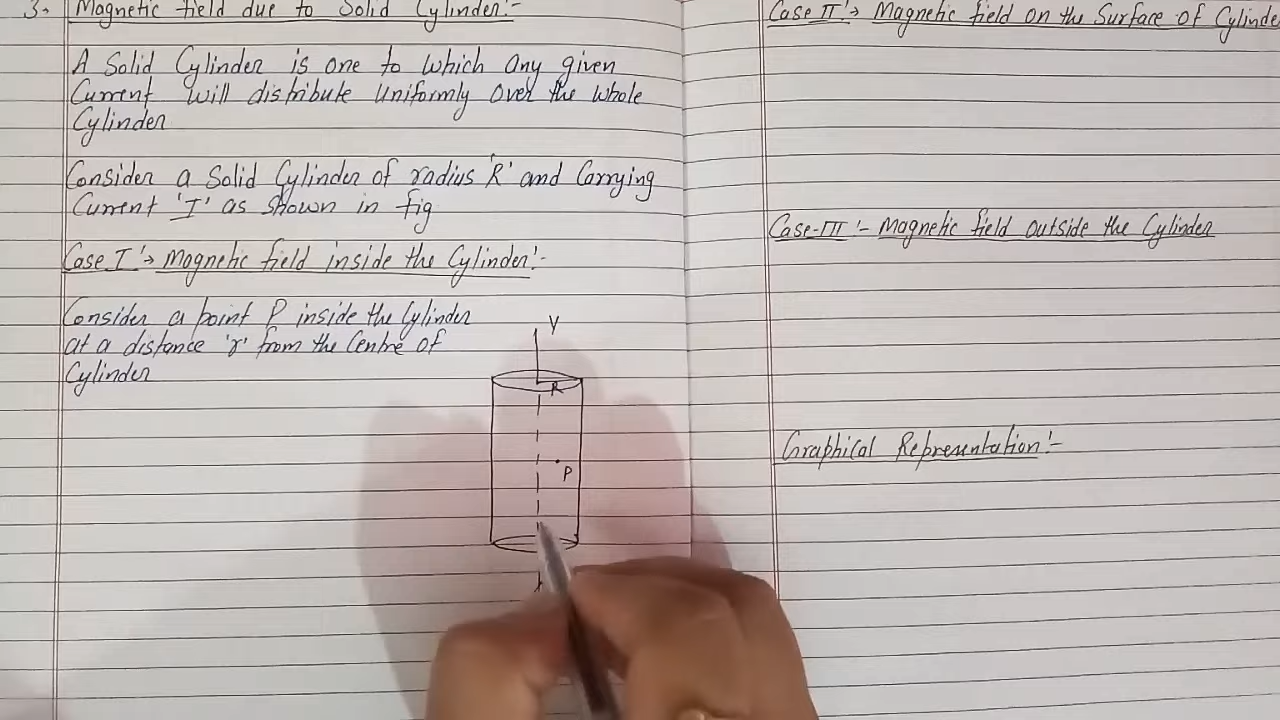 3. Magnetic field due to Solid Cylinder:-
A Solid Cylinder is one to which any given
Current will distribute Uniformly over the whole
Cylinder
Consider a Solid Cylinder of radius 'R' and Carrying
Current 'I' as shown in fig
Case I:→ Magnetic field inside the Cylinder:-
Consider a point P inside the Cylinder
at a distance 'r' from the Centre of
Cylinder
Y
R
P
Case II:→ Magnetic field on the Surface of Cylinde
Case-III:- Magnetic field outside the Cylinder
Graphical Representation:-